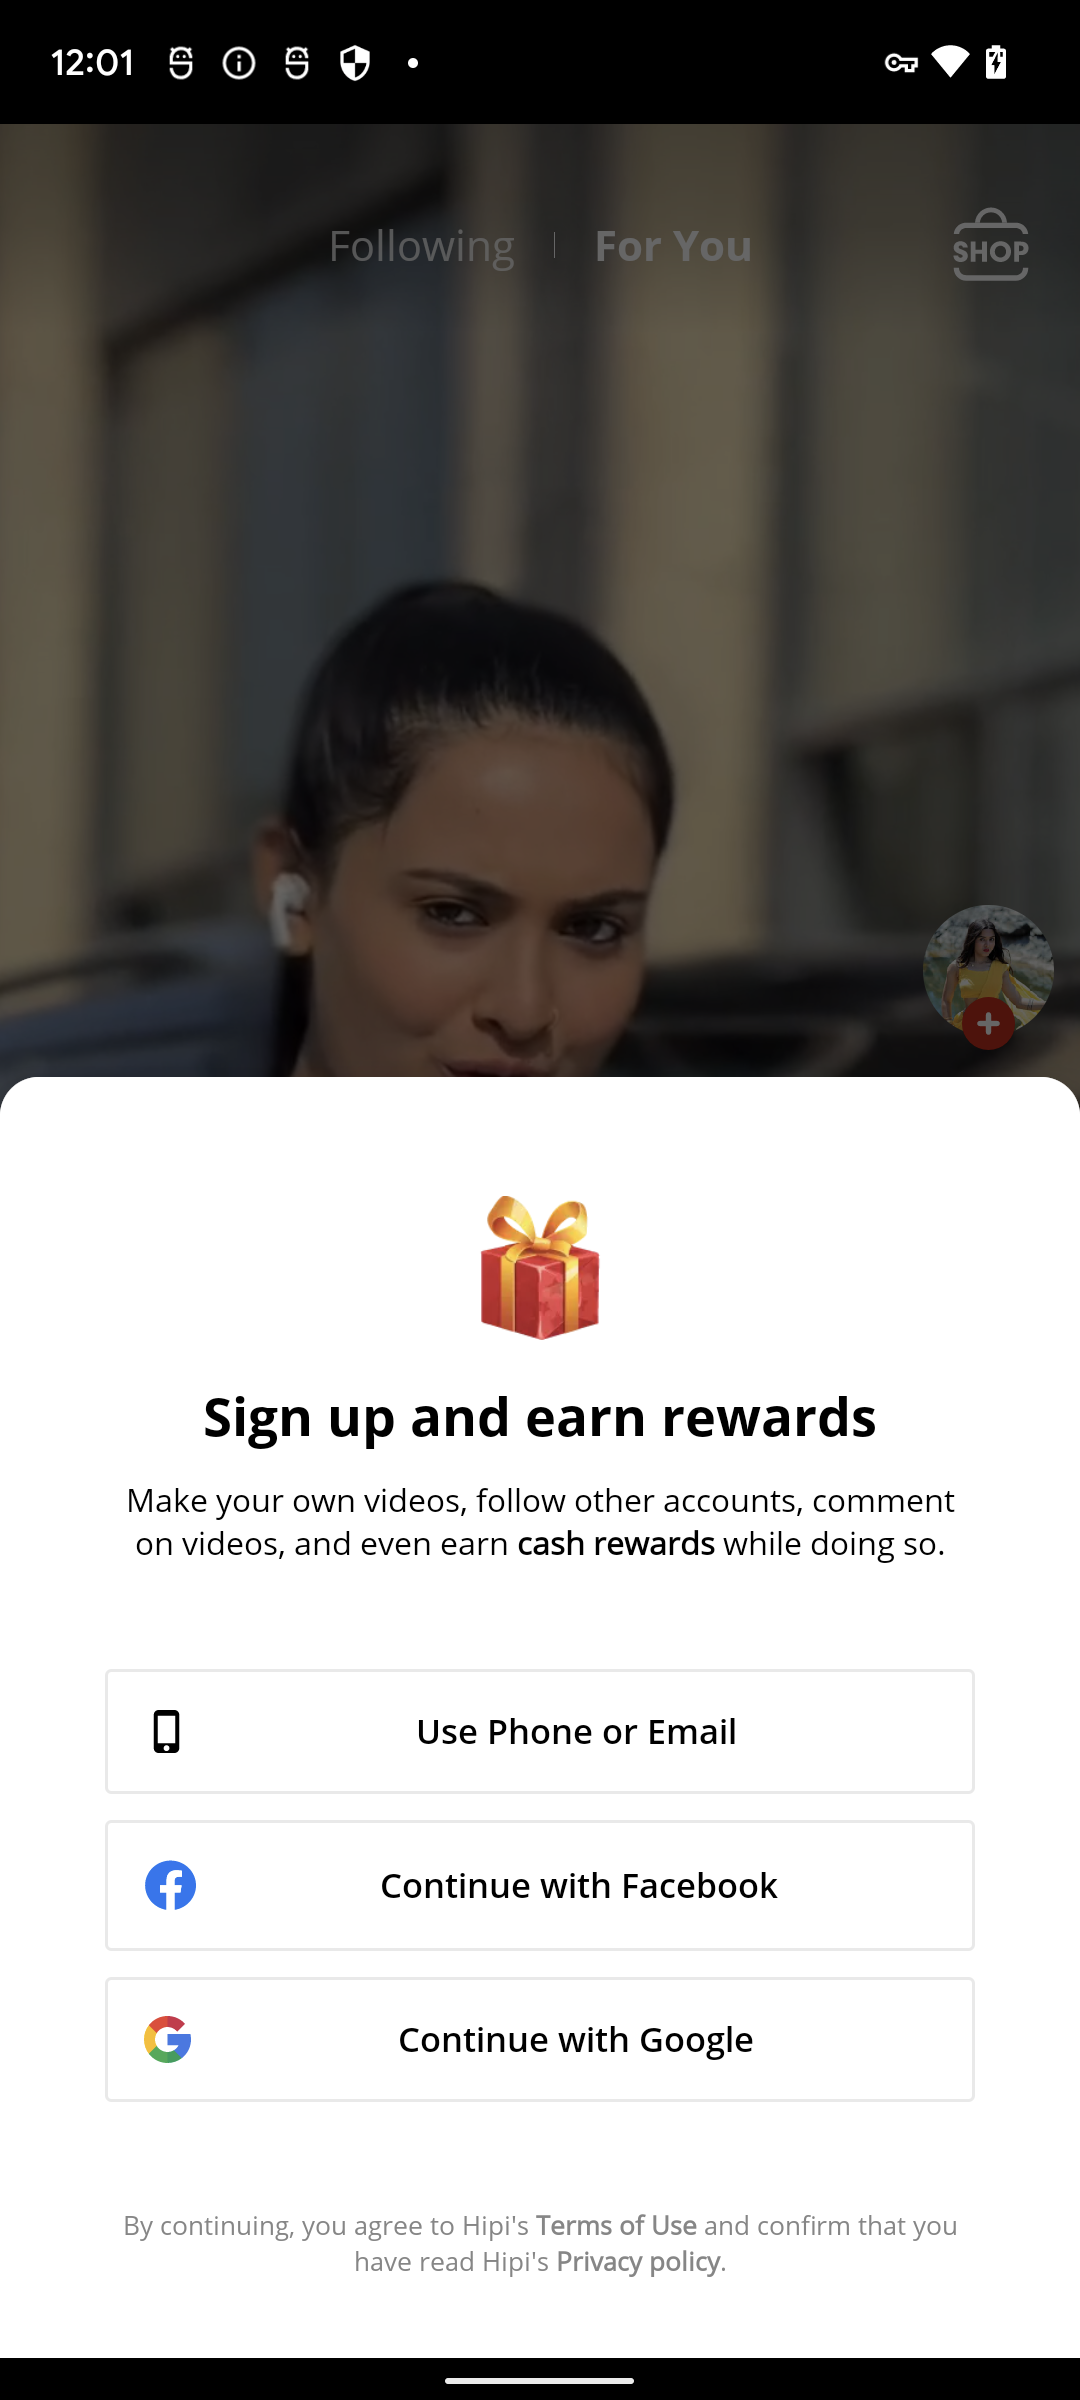 12:01
Following | For You
SHOP
Sign up and earn rewards
Make your own videos, follow other accounts, comment
on videos, and even earn cash rewards while doing so.
Use Phone or Email
Continue with Facebook
Continue with Google
By continuing, you agree to Hipi's Terms of Use and confirm that you
have read Hipi's Privacy policy.